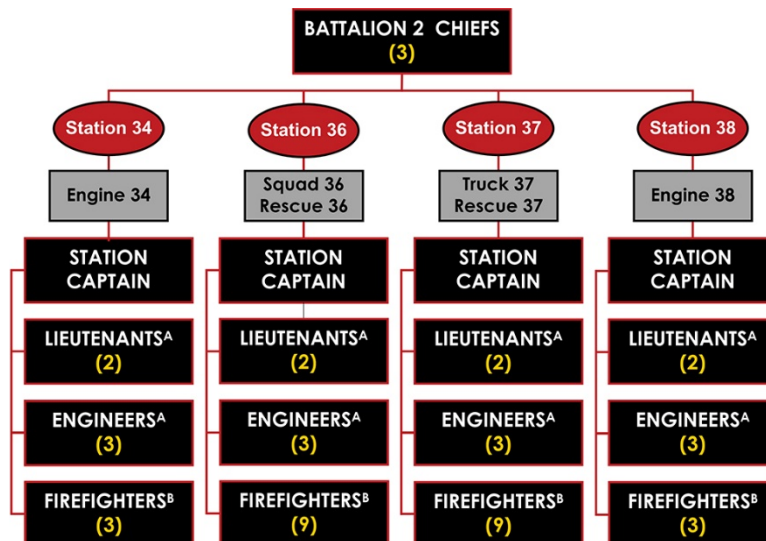 BATTALION 2 CHIEFS
(3)
Station 34
Station 36
Station 37
Station 38
Engine 34
Squad 36
Rescue 36
Truck 37
Rescue 37
Engine 38
STATION
CAPTAIN
STATION
CAPTAIN
STATION
CAPTAIN
STATION
CAPTAIN
LIEUTENANTSᴬ
(2)
LIEUTENANTSᴬ
(2)
LIEUTENANTSᴬ
(2)
LIEUTENANTSᴬ
(2)
ENGINEERSᴬ
(3)
ENGINEERSᴬ
(3)
ENGINEERSᴬ
(3)
ENGINEERSᴬ
(3)
FIREFIGHTERSᴮ
(3)
FIREFIGHTERSᴮ
(9)
FIREFIGHTERSᴮ
(9)
FIREFIGHTERSᴮ
(3)